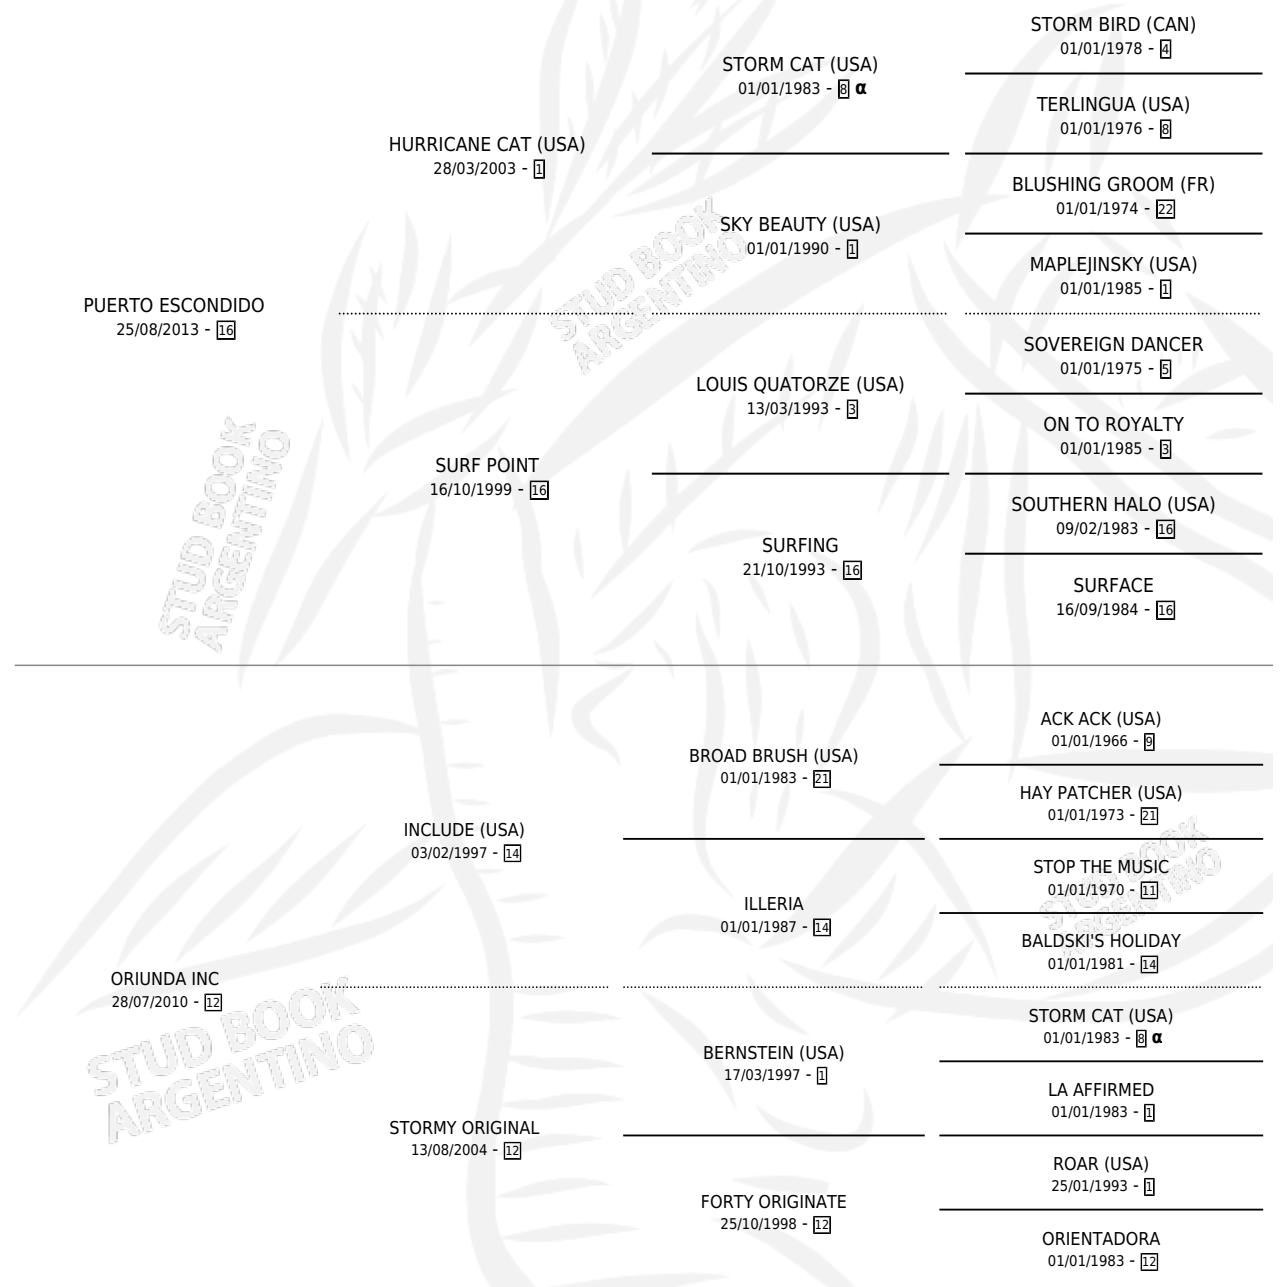 STORM BIRD (CAN)
01/01/1978 - 4
STORM CAT (USA)
01/01/1983 - 8 α
TERLINGUA (USA)
01/01/1976 - 8
HURRICANE CAT (USA)
28/03/2003 - 1
BLUSHING GROOM (FR)
01/01/1974 - 22
SKY BEAUTY (USA)
01/01/1990 - 1
MAPLEJINSKY (USA)
01/01/1985 - 1
PUERTO ESCONDIDO
25/08/2013 - 16
SOVEREIGN DANCER
01/01/1975 - 5
LOUIS QUATORZE (USA)
13/03/1993 - 3
ON TO ROYALTY
01/01/1985 - 3
SURF POINT
16/10/1999 - 16
SOUTHERN HALO (USA)
09/02/1983 - 16
SURFING
21/10/1993 - 16
SURFACE
16/09/1984 - 16
STUD BOOK
ARGENTINO
STUD BOOK
ARGENTINO
ACK ACK (USA)
01/01/1966 - 9
BROAD BRUSH (USA)
01/01/1983 - 21
HAY PATCHER (USA)
01/01/1973 - 21
INCLUDE (USA)
03/02/1997 - 14
STOP THE MUSIC
01/01/1970 - 11
ILLERIA
01/01/1987 - 14
BALDSKI'S HOLIDAY
01/01/1981 - 14
ORIUNDA INC
28/07/2010 - 12
STORM CAT (USA)
01/01/1983 - 8 α
BERNSTEIN (USA)
17/03/1997 - 1
LA AFFIRMED
01/01/1983 - 1
STORMY ORIGINAL
13/08/2004 - 12
ROAR (USA)
25/01/1993 - 1
FORTY ORIGINATE
25/10/1998 - 12
ORIENTADORA
01/01/1983 - 12
STUD BOOK
ARGENTINO
STUD BOOK
ARGENTINO